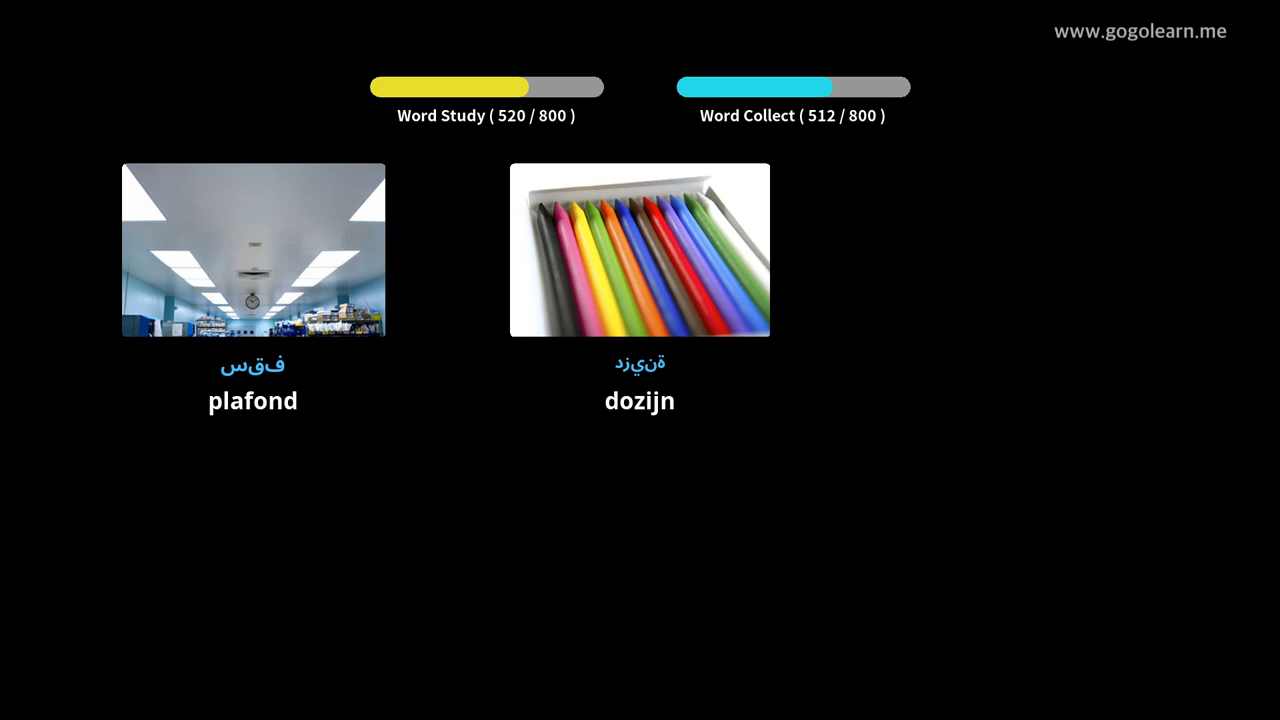 www.gogolearn.me
Word Study ( 520 / 800 )
Word Collect ( 512 / 800 )
فقس
plafond
ةنيزد
dozijn